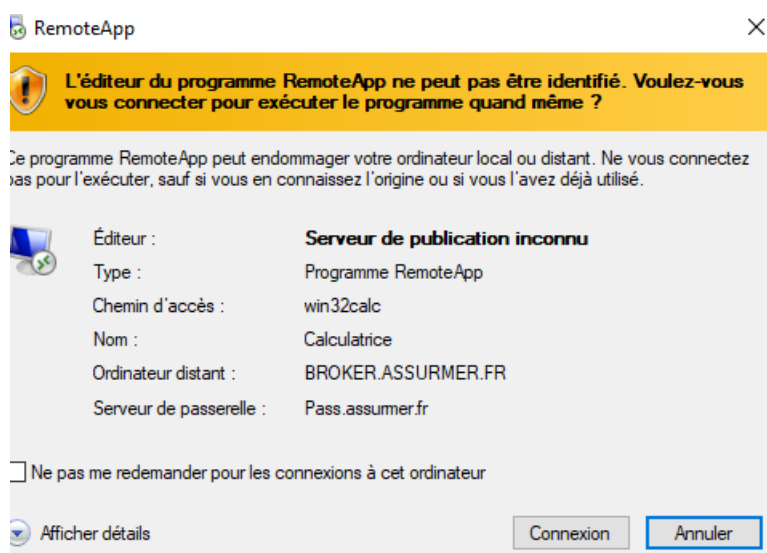 RemoteApp
L'éditeur du programme RemoteApp ne peut pas être identifié. Voulez-vous
vous connecter pour exécuter le programme quand même ?
Ce programme RemoteApp peut endommager votre ordinateur local ou distant. Ne vous connectez
pas pour l'exécuter, sauf si vous en connaissez l'origine ou si vous l'avez déjà utilisé.
Éditeur : Serveur de publication inconnu
Type : Programme RemoteApp
Chemin d'accès : win32calc
Nom : Calculatrice
Ordinateur distant : BROKER.ASSURMER.FR
Serveur de passerelle : Pass.assurmer.fr
Ne pas me redemander pour les connexions à cet ordinateur
Afficher détails Connexion Annuler